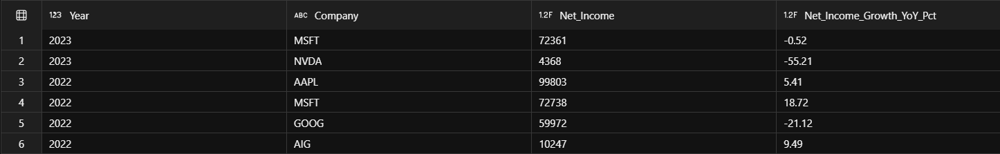 123 Year ABC Company 1.2F Net_Income 1.2F Net_Income_Growth_YoY_Pct
1 2023 MSFT 72361 -0.52
2 2023 NVDA 4368 -55.21
3 2022 AAPL 99803 5.41
4 2022 MSFT 72738 18.72
5 2022 GOOG 59972 -21.12
6 2022 AIG 10247 9.49